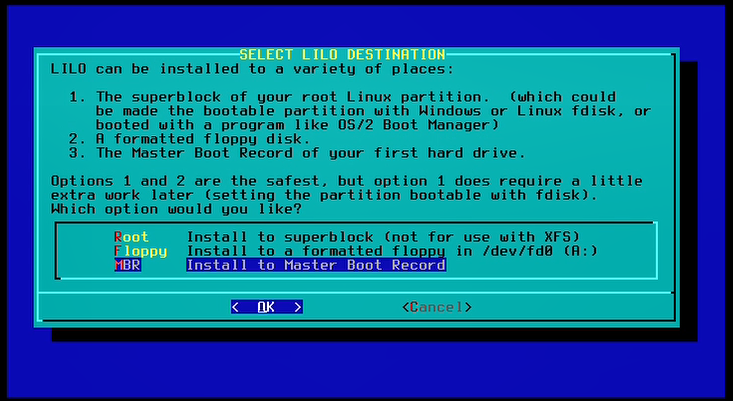 SELECT LILO DESTINATION
LILO can be installed to a variety of places:
1. The superblock of your root Linux partition. (which could
be made the bootable partition with Windows or Linux fdisk, or
booted with a program like OS/2 Boot Manager)
2. A formatted floppy disk.
3. The Master Boot Record of your first hard drive.
Options 1 and 2 are the safest, but option 1 does require a little
extra work later (setting the partition bootable with fdisk).
Which option would you like?
Root Install to superblock (not for use with XFS)
Floppy Install to a formatted floppy in /dev/fd0 (A:)
MBR Install to Master Boot Record
< OK > <Cancel>